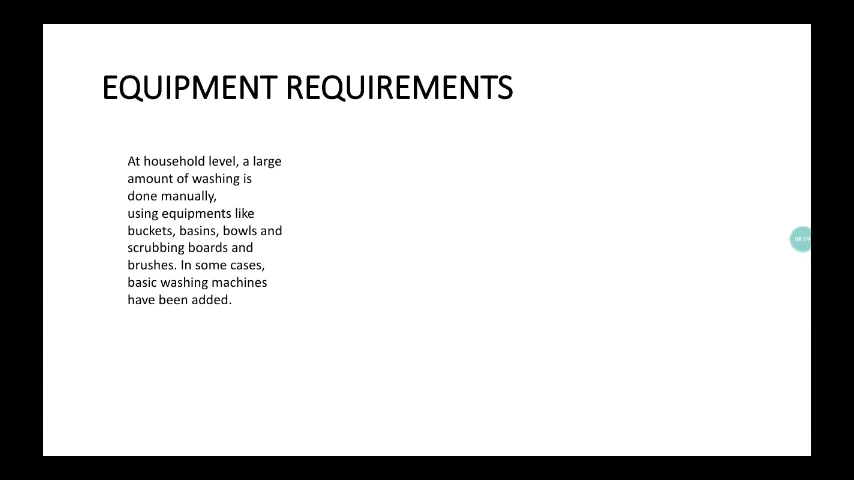 EQUIPMENT REQUIREMENTS
At household level, a large
amount of washing is
done manually,
using equipments like
buckets, basins, bowls and
scrubbing boards and
brushes. In some cases,
basic washing machines
have been added.